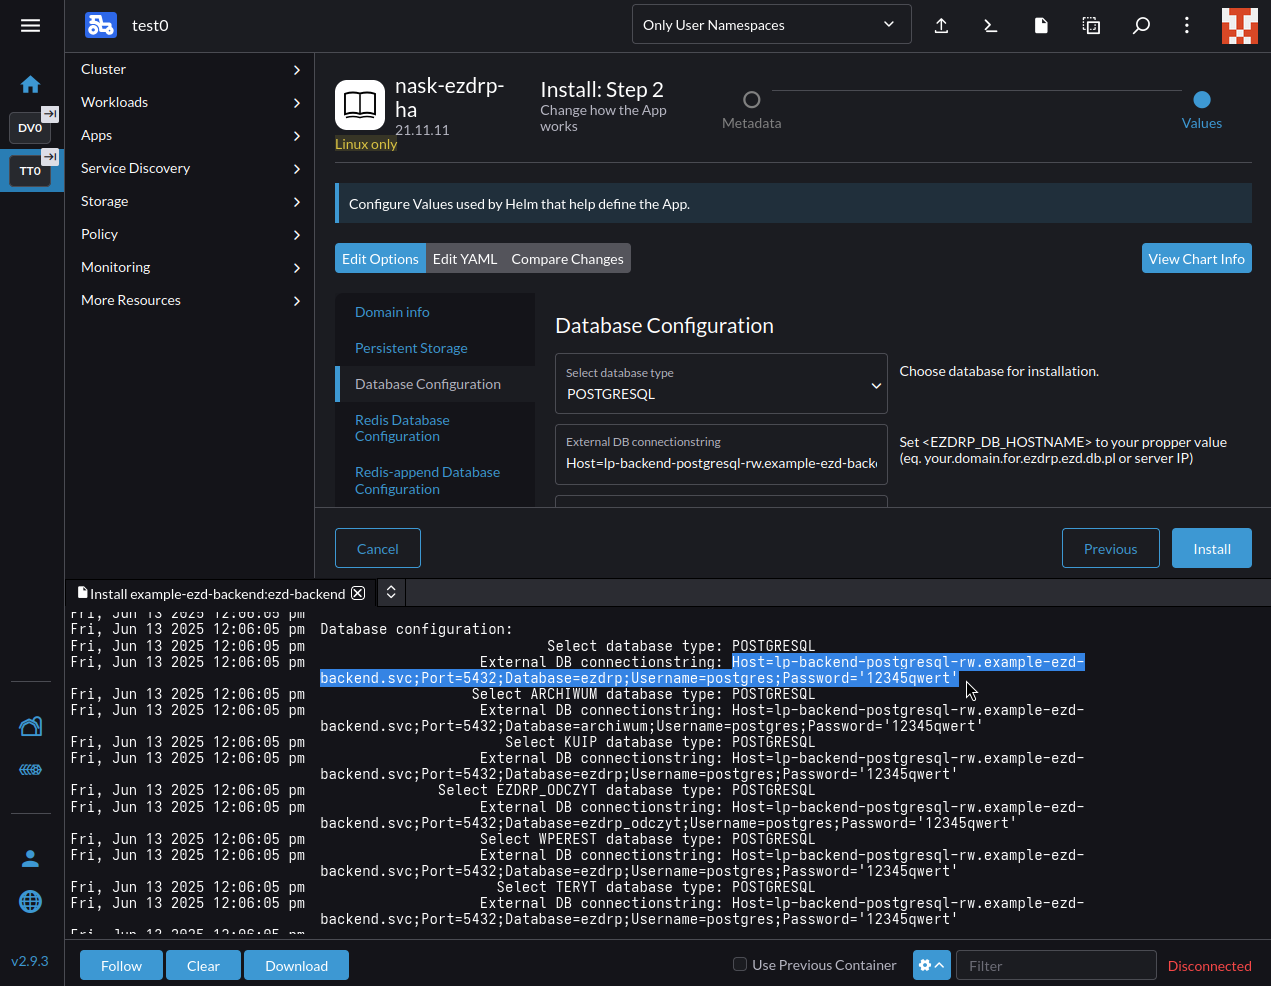 test0
Only User Namespaces
DV0
TT0
v2.9.3
Cluster
Workloads
Apps
Service Discovery
Storage
Policy
Monitoring
More Resources
nask-ezdrp-
ha
21.11.11
Linux only
Install: Step 2
Change how the App
works
Metadata
Values
Configure Values used by Helm that help define the App.
Edit Options Edit YAML Compare Changes
View Chart Info
Domain info
Persistent Storage
Database Configuration
Redis Database
Configuration
Redis-append Database
Configuration
Database Configuration
Select database type
POSTGRESQL
Choose database for installation.
External DB connectionstring
Host=lp-backend-postgresql-rw.example-ezd-back
Set <EZDRP_DB_HOSTNAME> to your propper value
(eq. your.domain.for.ezdrp.ezd.db.pl or server IP)
Cancel
Previous
Install
Install example-ezd-backend:ezd-backend
Fri, Jun 13 2025 12:06:05 pm
Fri, Jun 13 2025 12:06:05 pm Database configuration:
Fri, Jun 13 2025 12:06:05 pm Select database type: POSTGRESQL
Fri, Jun 13 2025 12:06:05 pm External DB connectionstring: Host=lp-backend-postgresql-rw.example-ezd-
backend.svc;Port=5432;Database=ezdrp;Username=postgres;Password='12345qwert'
Fri, Jun 13 2025 12:06:05 pm Select ARCHIWUM database type: POSTGRESQL
Fri, Jun 13 2025 12:06:05 pm External DB connectionstring: Host=lp-backend-postgresql-rw.example-ezd-
backend.svc;Port=5432;Database=archiwum;Username=postgres;Password='12345qwert'
Fri, Jun 13 2025 12:06:05 pm Select KUIP database type: POSTGRESQL
Fri, Jun 13 2025 12:06:05 pm External DB connectionstring: Host=lp-backend-postgresql-rw.example-ezd-
backend.svc;Port=5432;Database=ezdrp;Username=postgres;Password='12345qwert'
Fri, Jun 13 2025 12:06:05 pm Select EZDRP_ODCZYT database type: POSTGRESQL
Fri, Jun 13 2025 12:06:05 pm External DB connectionstring: Host=lp-backend-postgresql-rw.example-ezd-
backend.svc;Port=5432;Database=ezdrp_odczyt;Username=postgres;Password='12345qwert'
Fri, Jun 13 2025 12:06:05 pm Select WPEREST database type: POSTGRESQL
Fri, Jun 13 2025 12:06:05 pm External DB connectionstring: Host=lp-backend-postgresql-rw.example-ezd-
backend.svc;Port=5432;Database=ezdrp;Username=postgres;Password='12345qwert'
Fri, Jun 13 2025 12:06:05 pm Select TERYT database type: POSTGRESQL
Fri, Jun 13 2025 12:06:05 pm External DB connectionstring: Host=lp-backend-postgresql-rw.example-ezd-
backend.svc;Port=5432;Database=ezdrp;Username=postgres;Password='12345qwert'
Fri, Jun 13 2025 12:06:05 pm
Follow
Clear
Download
Use Previous Container
Filter
Disconnected